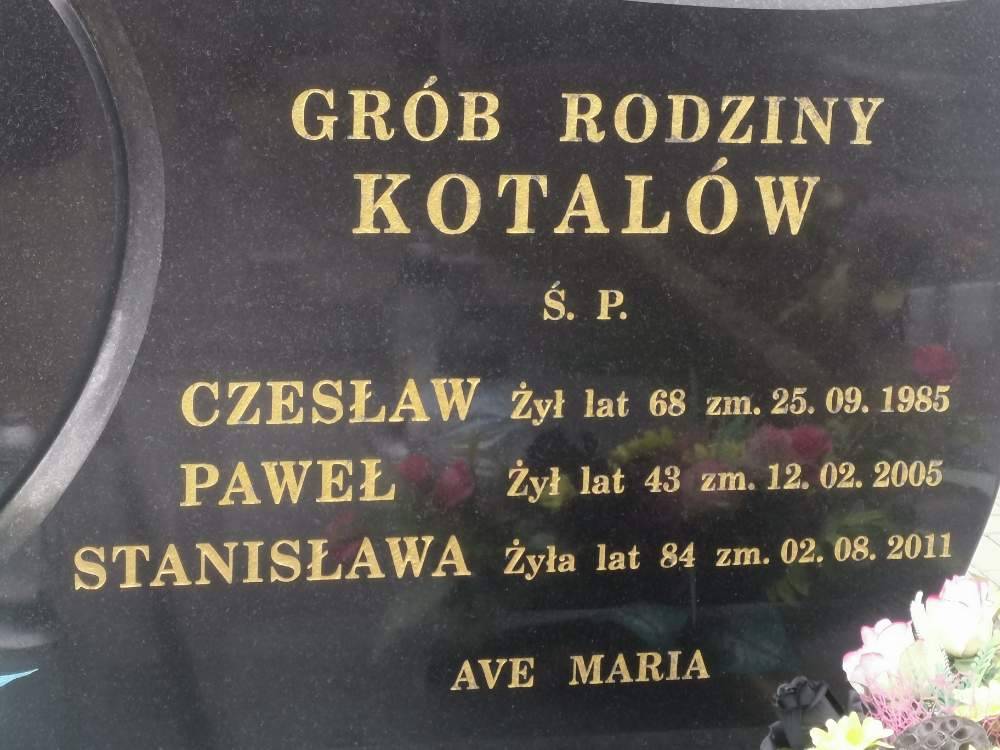 GRÓB RODZINY
KOTALÓW
Ś. P.
CZESŁAW Żył lat 68 zm. 25. 09. 1985
PAWEŁ Żył lat 43 zm. 12. 02. 2005
STANISŁAWA Żyła lat 84 zm. 02. 08. 2011
AVE MARIA